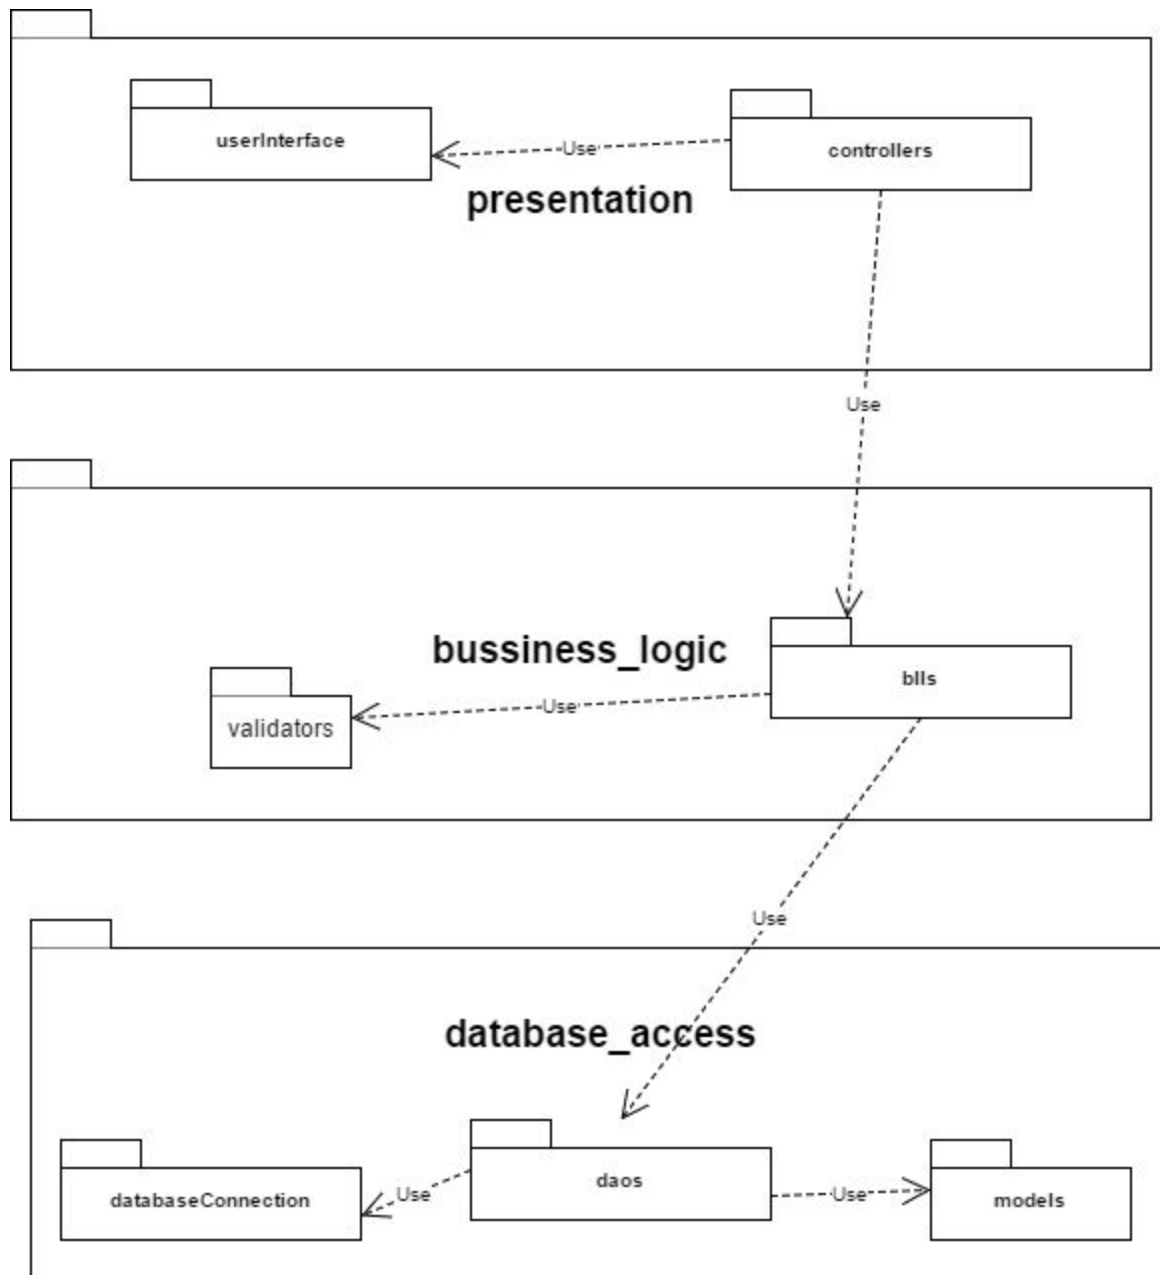 userInterface
Use
controllers
presentation
Use
bussiness_logic
blls
Use
validators
Use
database_access
daos
Use
Use
databaseConnection
models